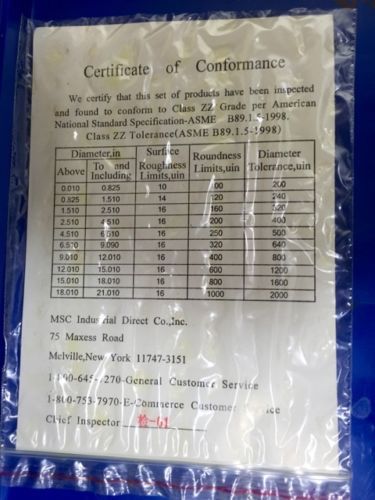 Certificate of Conformance
We certify that this set of products have been inspected
and found to conform to Class ZZ Grade per American
National Standard Specification-ASME B89.1.5-1998.
Class ZZ Tolerance(ASME B89.1.5-1998)
Diameter,in Surface Roughness Limits,uin Roundness Limits,uin Diameter Tolerance,uin
Above To and Including
0.010 0.825 10 200
0.825 1.510 14 120 240
1.510 2.510 16 160 320
2.510 4.510 16 200 400
4.510 6.510 16 250 500
6.510 9.090 16 320 640
9.010 12.010 16 400 800
12.010 15.010 16 600 1200
15.010 18.010 16 800 1600
18.010 21.010 16 1000 2000
MSC Industrial Direct Co.,Inc.
75 Maxess Road
Melville,New York 11747-3151
270-General Customer Service
1-800-753-7970-E-Commerce Customer Service
Chief Inspector 检-61